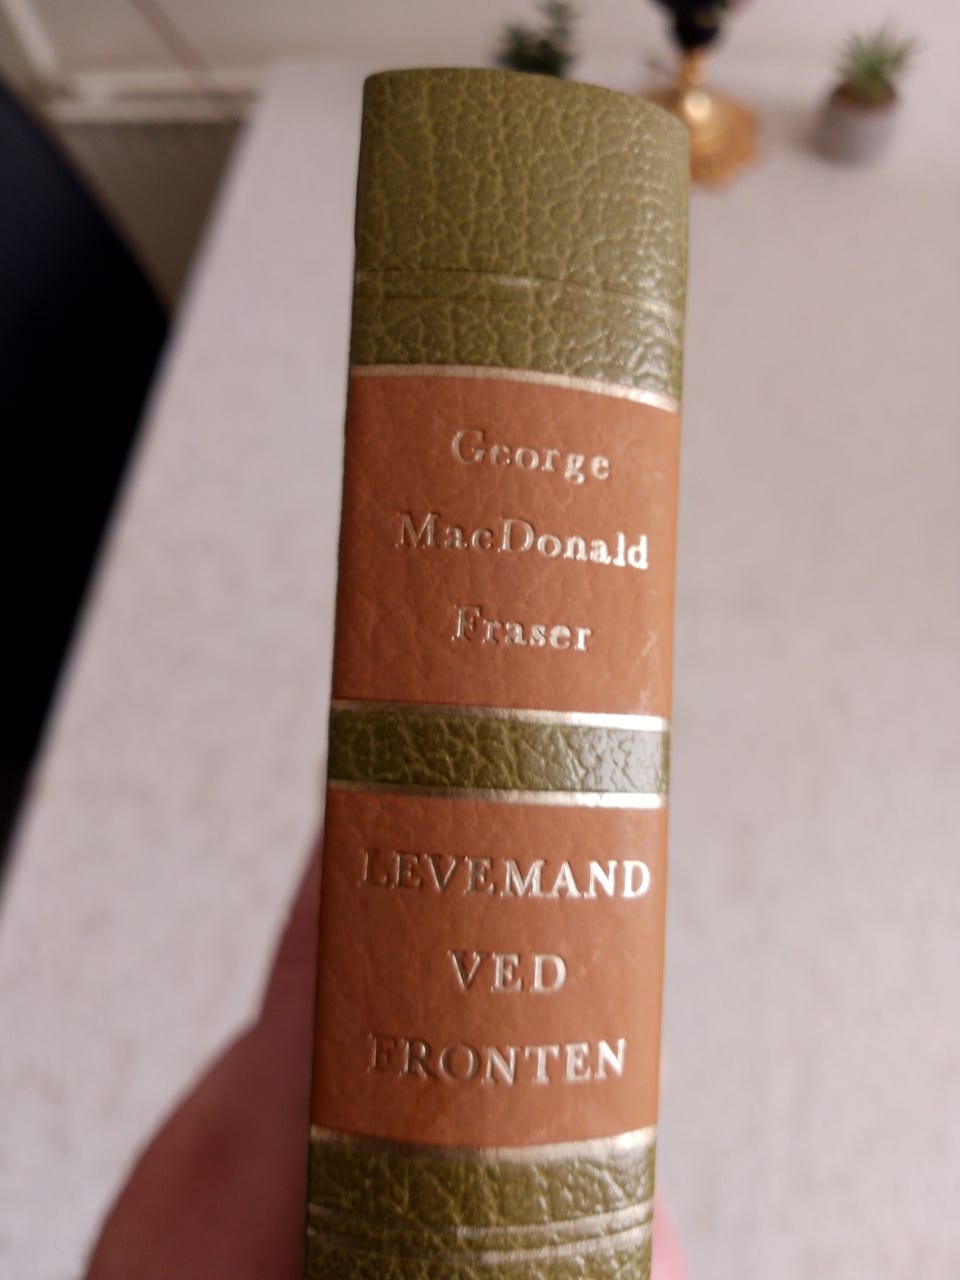 George
MacDonald
Fraser
LEVEMAND
VED
FRONTEN